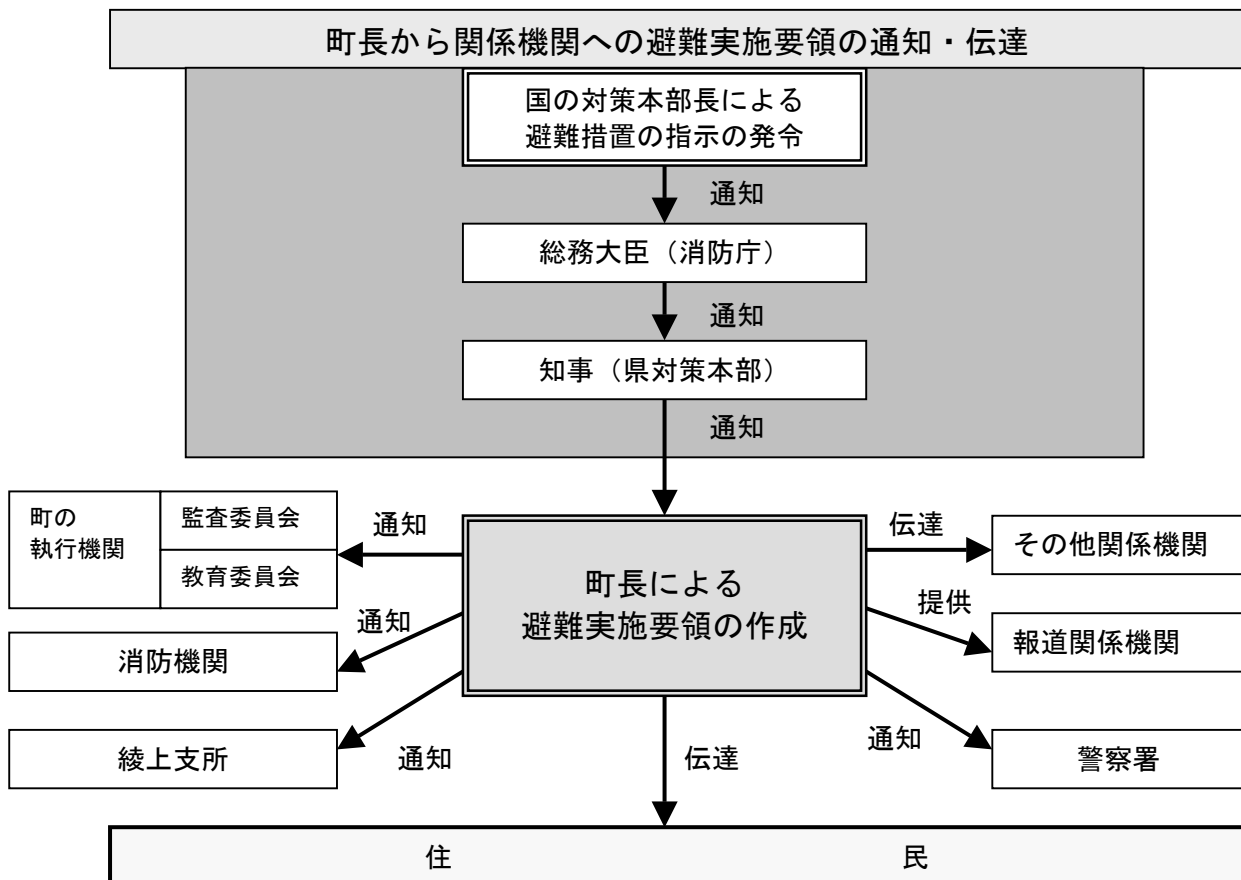 町長から関係機関への避難実施要領の通知・伝達
国の対策本部長による
避難措置の指示の発令
通知
総務大臣（消防庁）
通知
知事（県対策本部）
通知
町の
執行機関
監査委員会
教育委員会
通知
町長による
避難実施要領の作成
伝達
その他関係機関
提供
報道関係機関
通知
消防機関
通知
綾上支所
伝達
通知
警察署
住　民